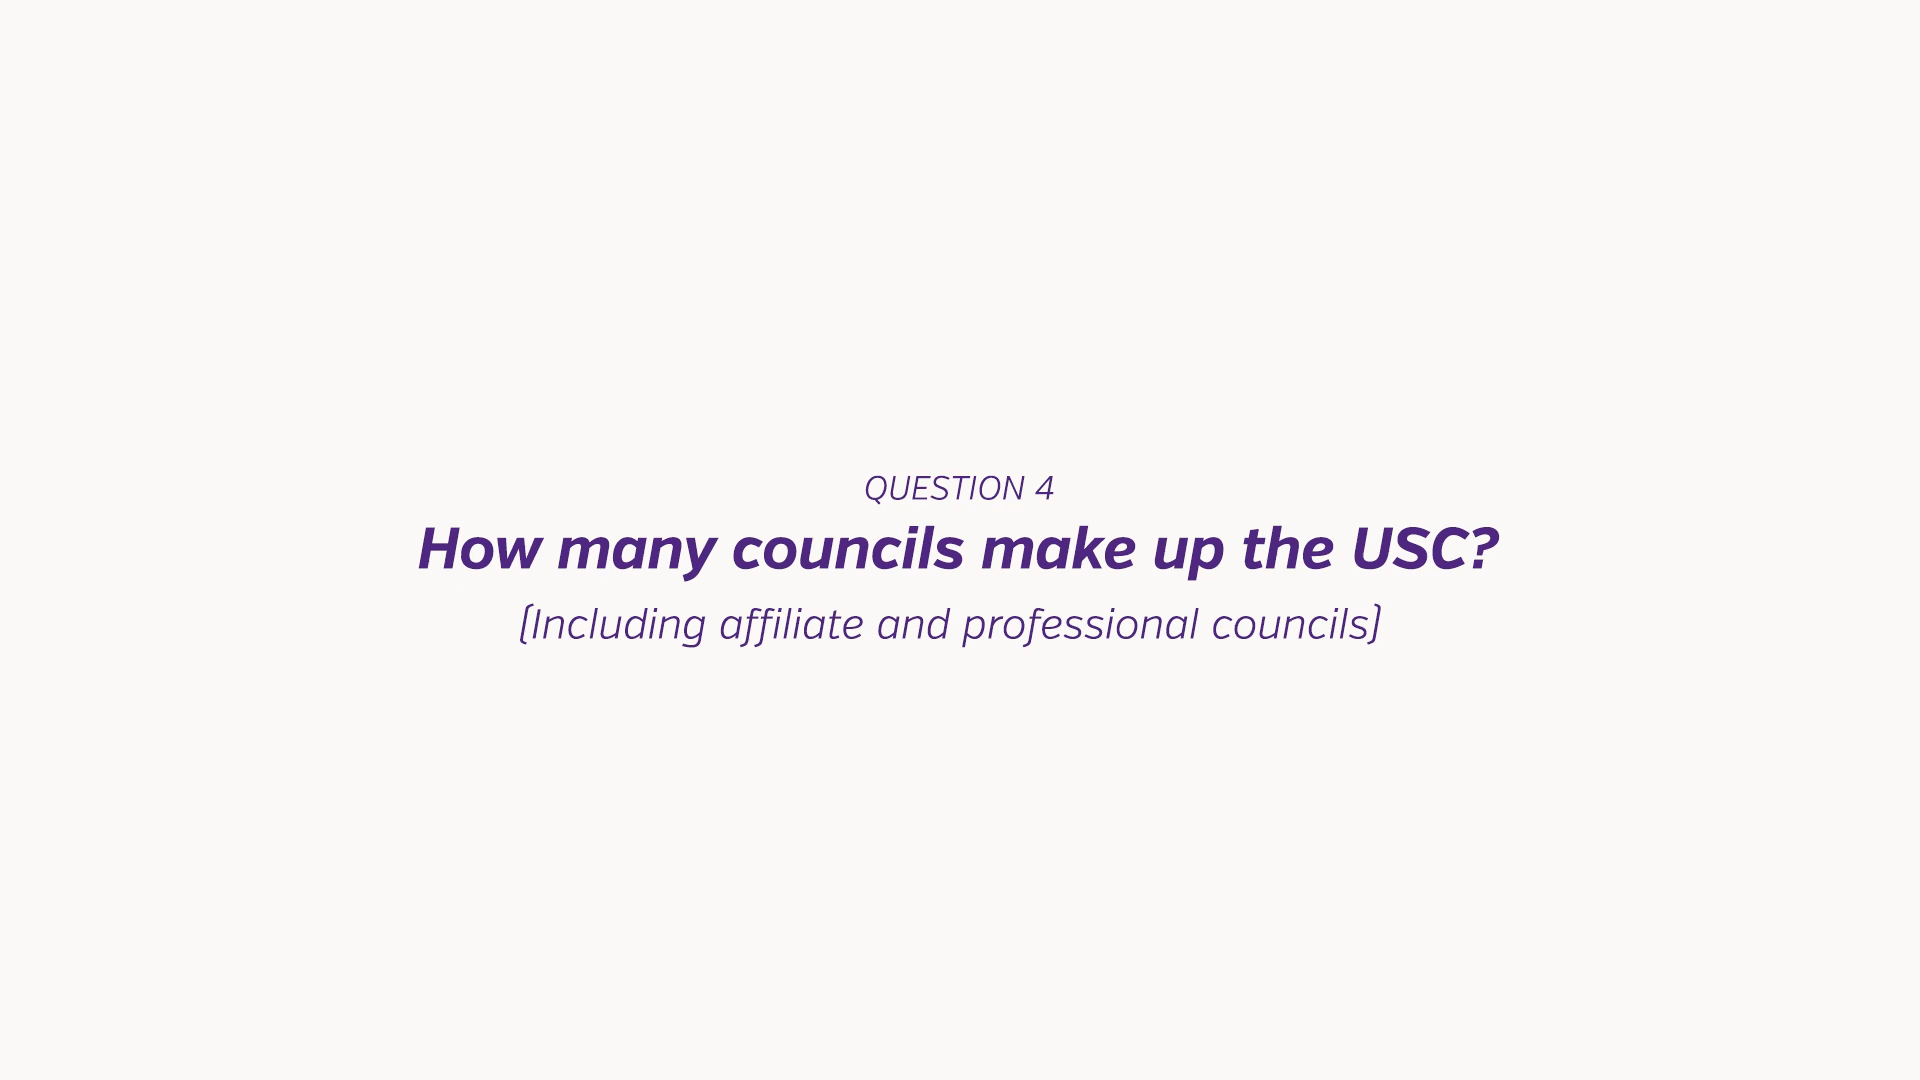 QUESTION 4
How many councils make up the USC?
(Including affiliate and professional councils)